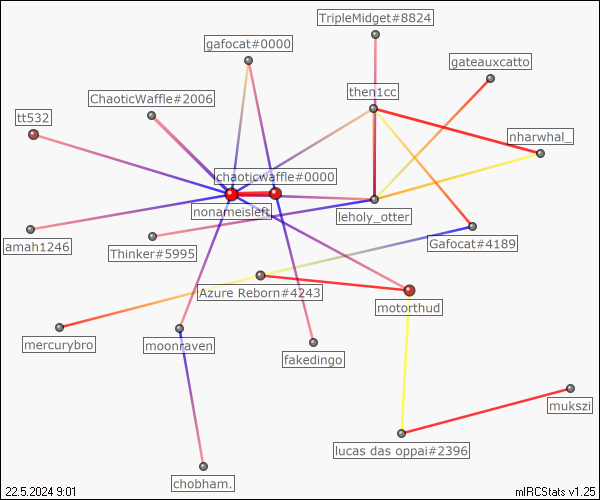 TripleMidget#8824
gafocat#0000
gateauxcatto
then1cc
ChaoticWaffle#2006
tt532
nharwhal_
chaoticwaffle#0000
nonameisleft
leholy_otter
amah1246
Thinker#5995
Gafocat#4189
Azure Reborn#4243
motorthud
mercurybro
moonraven
fakedingo
mukszi
lucas das oppai#2396
chobham.
22.5.2024 9:01
mIRCStats v1.25